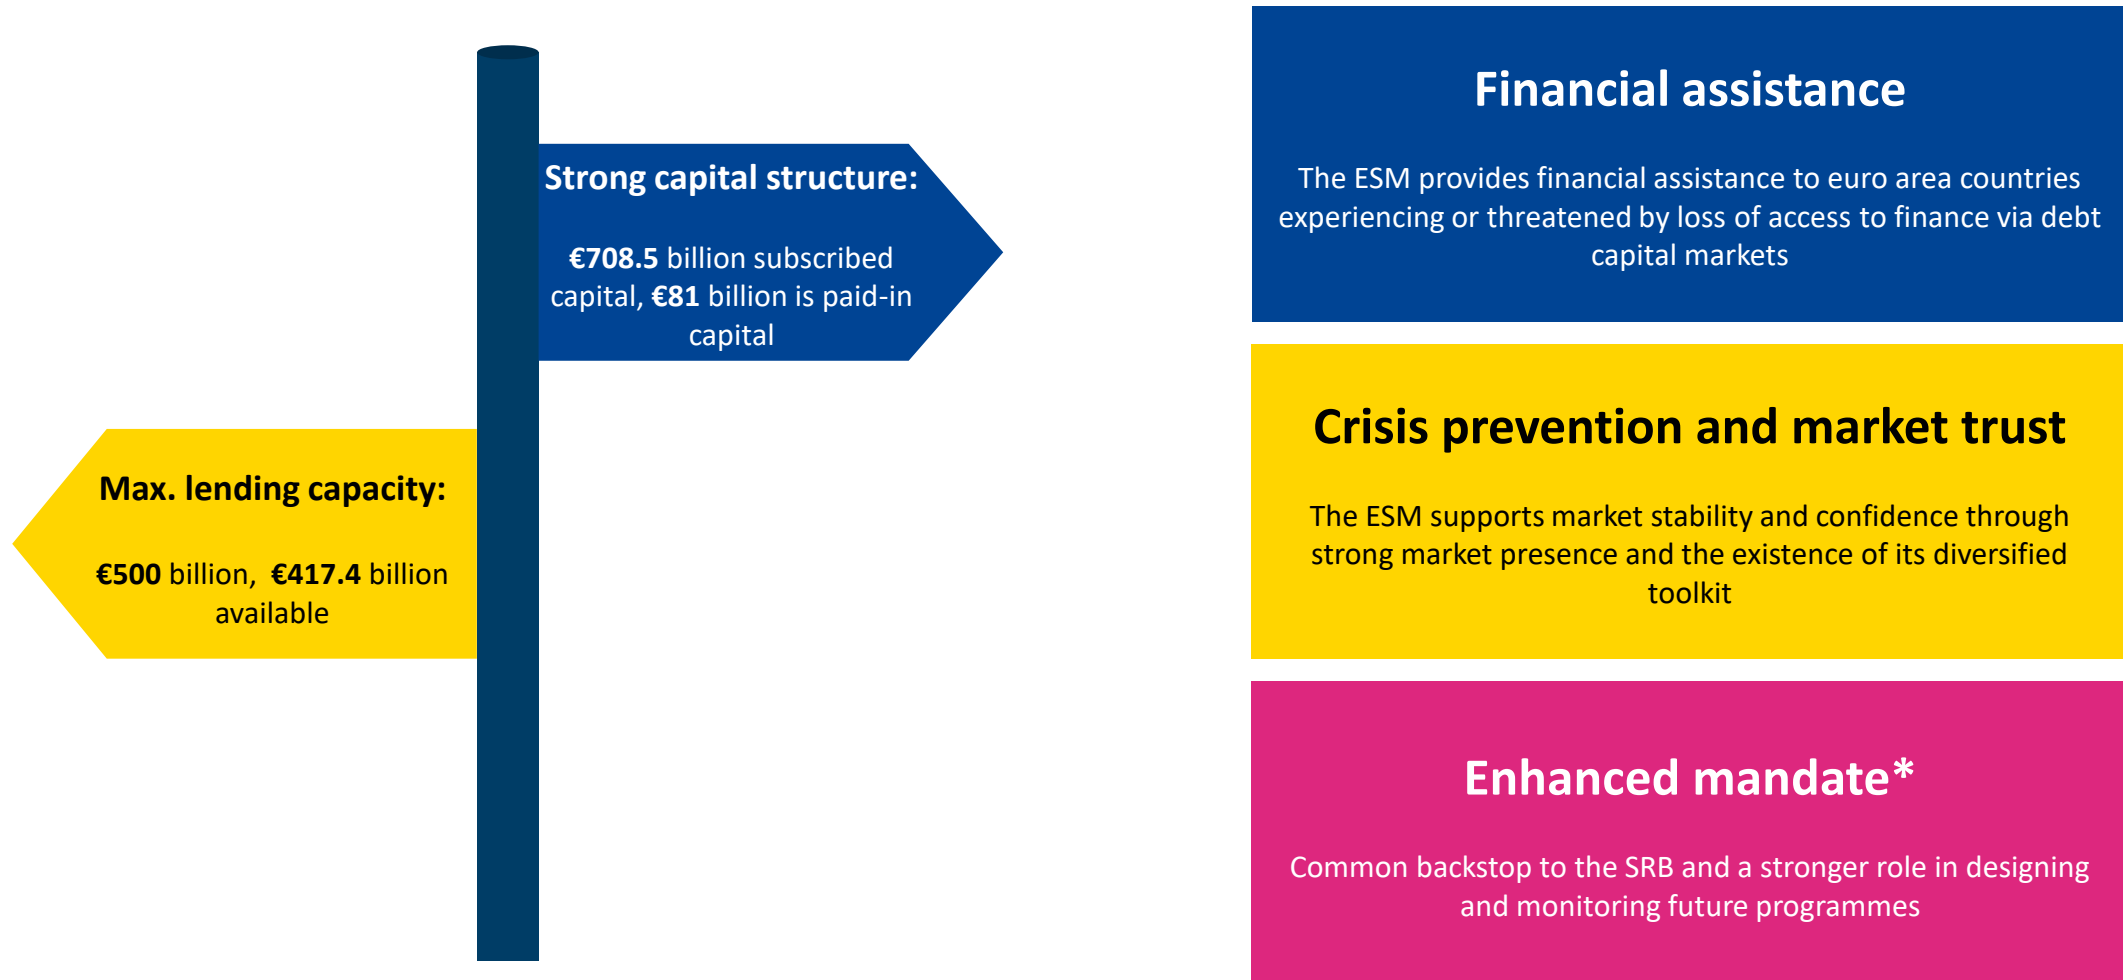 Strong capital structure:
€708.5 billion subscribed
capital, €81 billion is paid-in
capital
Max. lending capacity:
€500 billion, €417.4 billion
available
Financial assistance
The ESM provides financial assistance to euro area countries
experiencing or threatened by loss of access to finance via debt
capital markets
Crisis prevention and market trust
The ESM supports market stability and confidence through
strong market presence and the existence of its diversified
toolkit
Enhanced mandate*
Common backstop to the SRB and a stronger role in designing
and monitoring future programmes